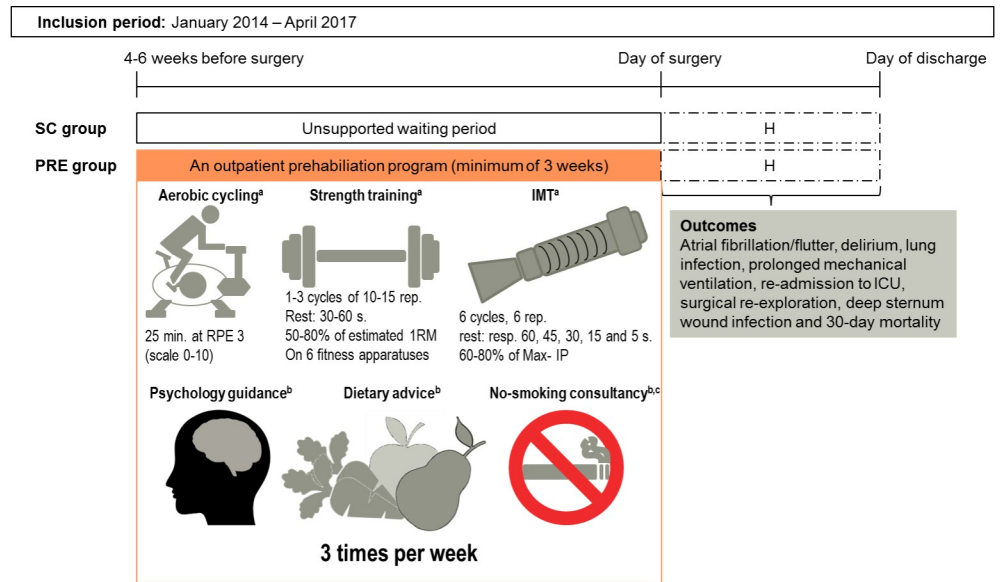 Inclusion period: January 2014 – April 2017
4-6 weeks before surgery
Day of surgery
Day of discharge
SC group
Unsupported waiting period
H
PRE group
An outpatient prehabiliation program (minimum of 3 weeks)
H
Aerobic cyclingᵃ
Strength trainingᵃ
IMTᵃ
25 min. at RPE 3
(scale 0-10)
1-3 cycles of 10-15 rep.
Rest: 30-60 s.
50-80% of estimated 1RM
On 6 fitness apparatuses
6 cycles, 6 rep.
rest: resp. 60, 45, 30, 15 and 5 s.
60-80% of Max- IP
Outcomes
Atrial fibrillation/flutter, delirium, lung
infection, prolonged mechanical
ventilation, re-admission to ICU,
surgical re-exploration, deep sternum
wound infection and 30-day mortality
Psychology guidanceᵇ
Dietary adviceᵇ
No-smoking consultancyᵇ,ᶜ
3 times per week